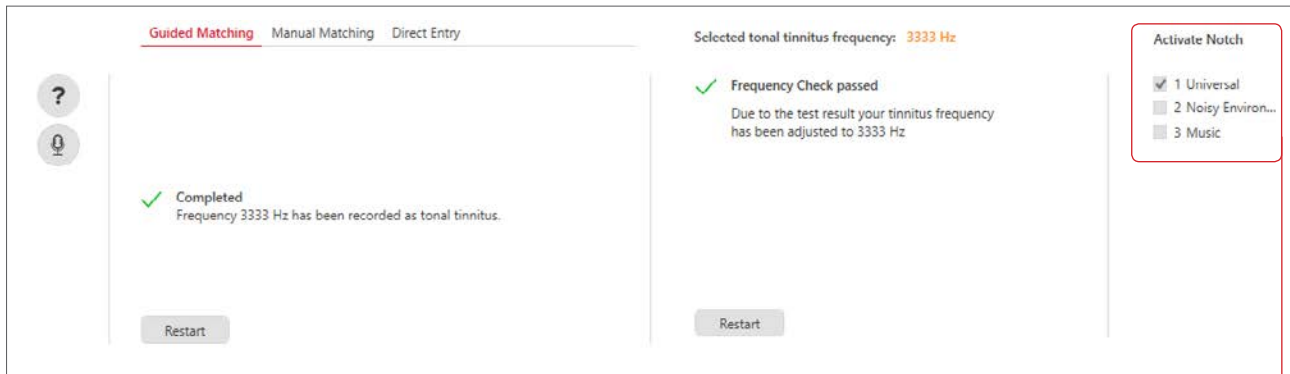 Guided Matching Manual Matching Direct Entry
?
Completed
Frequency 3333 Hz has been recorded as tonal tinnitus.
Restart
Selected tonal tinnitus frequency: 3333 Hz
Frequency Check passed
Due to the test result your tinnitus frequency
has been adjusted to 3333 Hz
Restart
Activate Notch
1 Universal
2 Noisy Environ...
3 Music